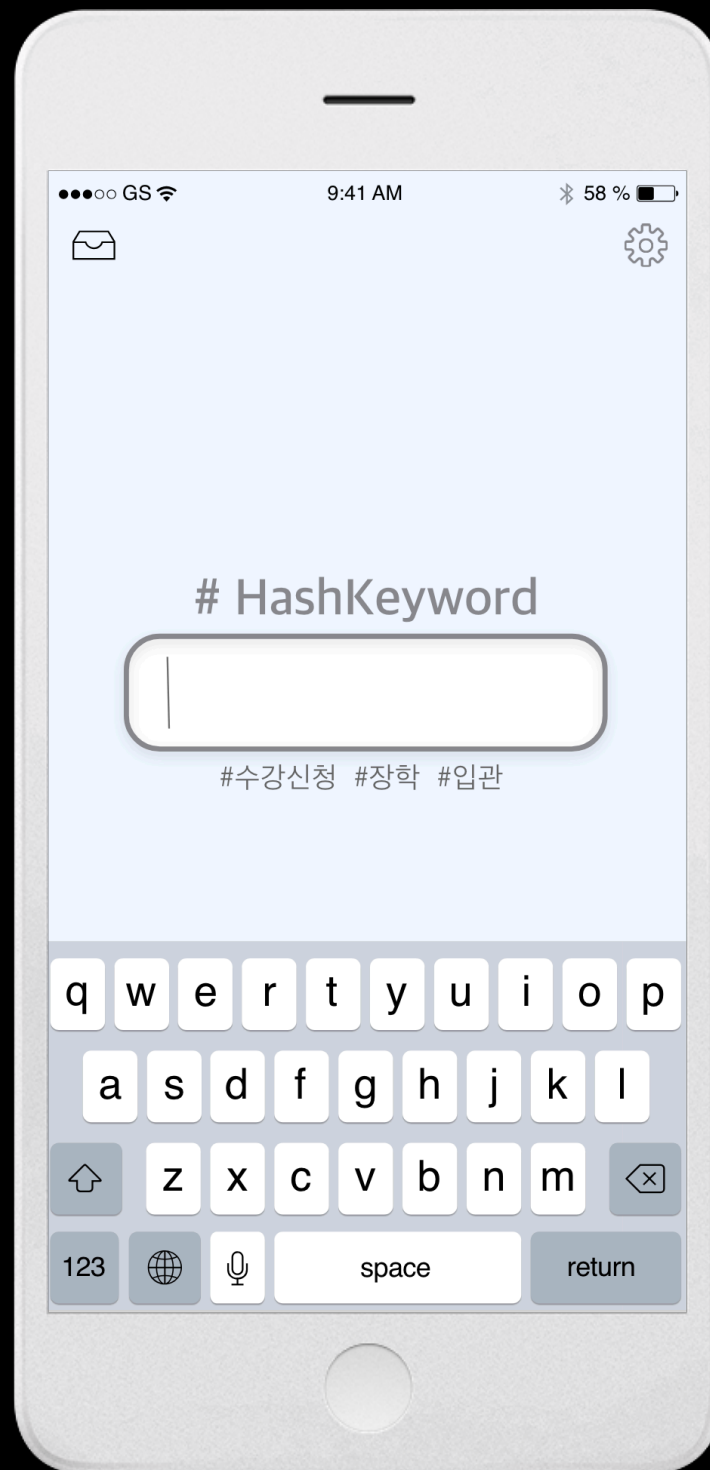 GS 9:41 AM 58 %
# HashKeyword
#수강신청 #장학 #입관
q w e r t y u i o p
a s d f g h j k l
z x c v b n m
123 space return